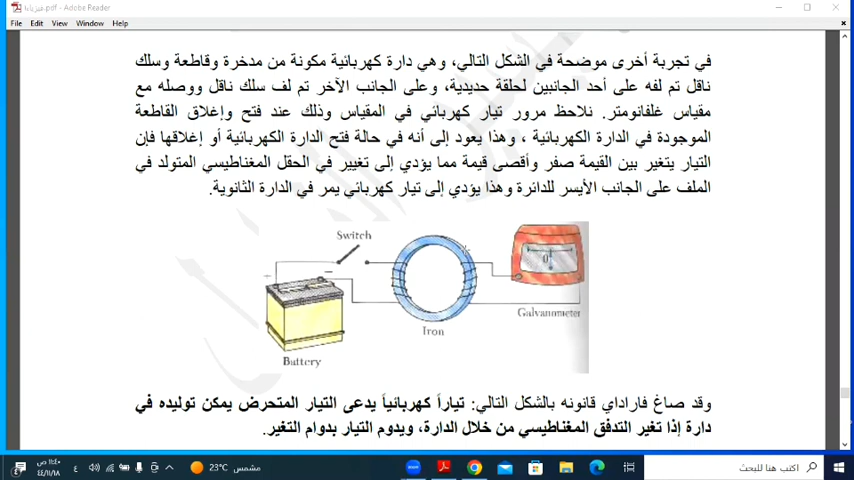 فيزياء١.pdf - Adobe Reader
File Edit View Window Help
في تجربة أخرى موضحة في الشكل التالي، وهي دارة كهربائية مكونة من مدخرة وقاطعة وسلك
ناقل تم لفه على أحد الجانبين لحلقة حديدية، وعلى الجانب الآخر تم لف سلك ناقل ووصله مع
مقياس غلفانومتر. نلاحظ مرور تيار كهربائي في المقياس وذلك عند فتح وإغلاق القاطعة
الموجودة في الدارة الكهربائية ، وهذا يعود إلى أنه في حالة فتح الدارة الكهربائية أو إغلاقها فإن
التيار يتغير بين القيمة صفر وأقصى قيمة مما يؤدي إلى تغيير في الحقل المغناطيسي المتولد في
الملف على الجانب الأيسر للدائرة وهذا يؤدي إلى تيار كهربائي يمر في الدارة الثانوية.
Switch
0
+
−
Galvanometer
Iron
Battery
وقد صاغ فاراداي قانونه بالشكل التالي: تياراً كهربائياً يدعى التيار المتحرض يمكن توليده في
دارة إذا تغير التدفق المغناطيسي من خلال الدارة، ويدوم التيار بدوام التغير.
اكتب هنا للبحث
مشمس 23°C
ع
١١:٤٠ ص
٤٤/١١/١٨